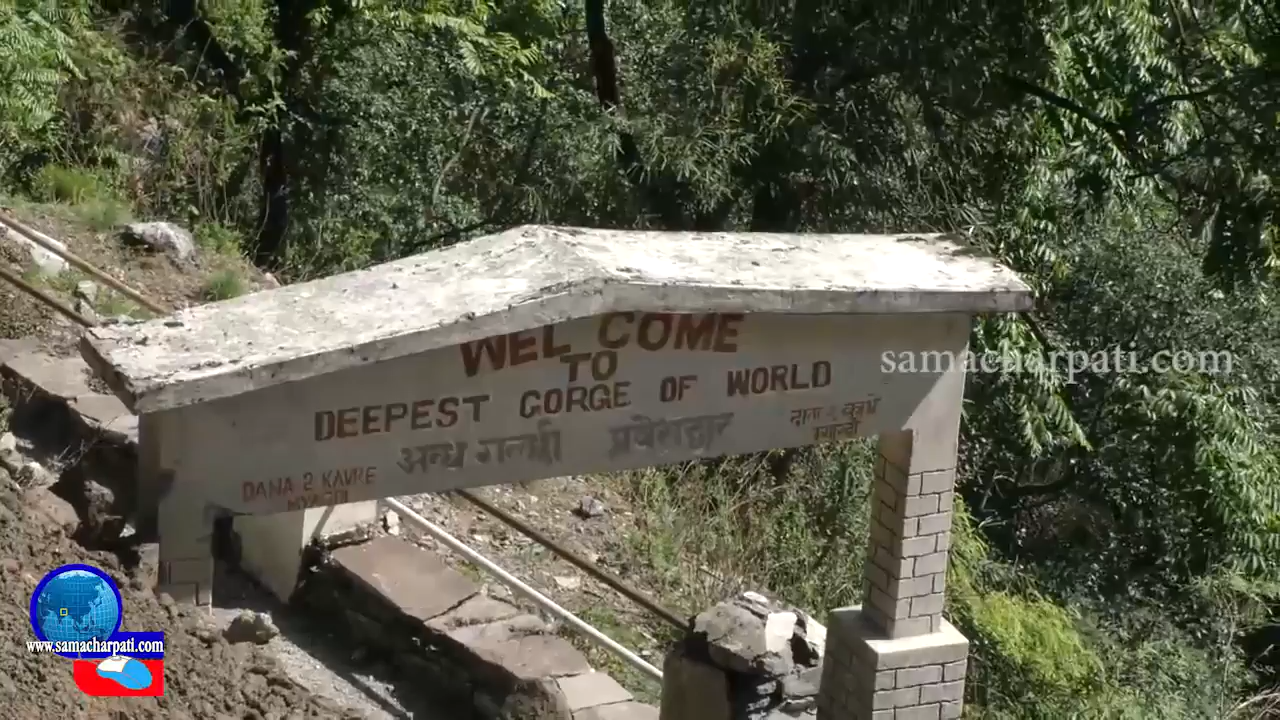 WEL COME
TO
DEEPEST GORGE OF WORLD
अन्ध गल्छी प्रवेशद्वार
DANA 2 KAVRE
MYAGDI
दाना २ काभ्रे
म्याग्दी
samacharpati.com
www.samacharpati.com